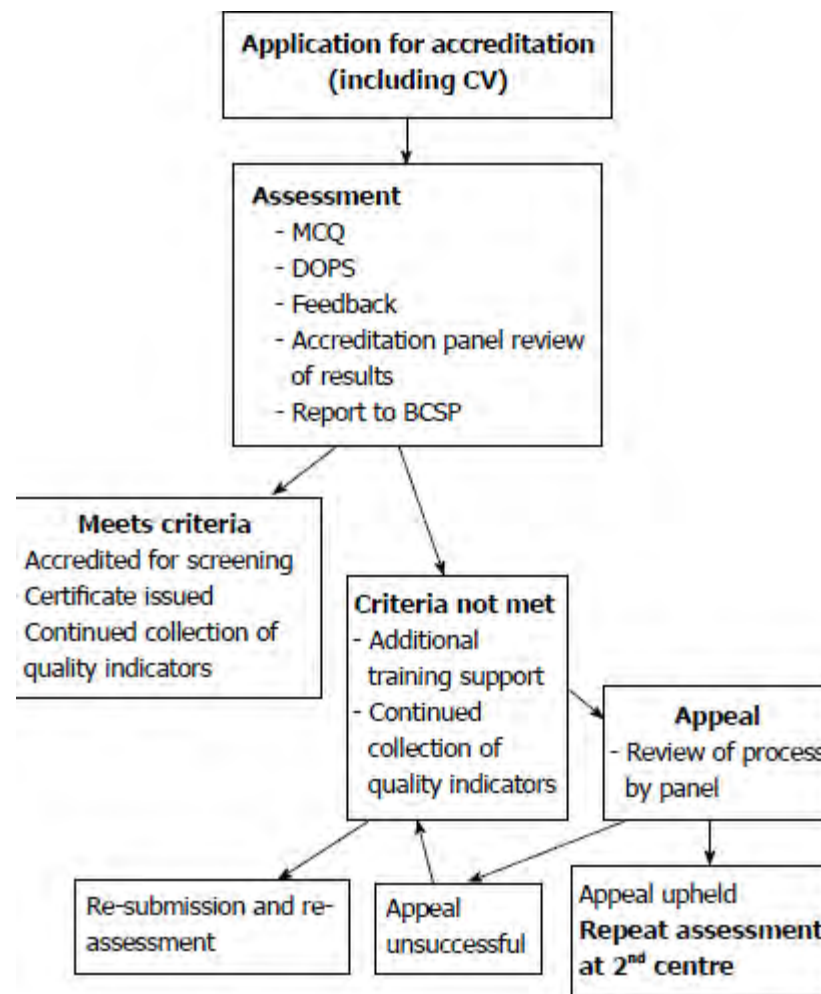 Application for accreditation
(including CV)
Assessment
- MCQ
- DOPS
- Feedback
- Accreditation panel review
of results
- Report to BCSP
Meets criteria
Accredited for screening
Certificate issued
Continued collection of
quality indicators
Criteria not met
- Additional
training support
- Continued
collection of
quality indicators
Appeal
- Review of process
by panel
Re-submission and re-
assessment
Appeal
unsuccessful
Appeal upheld
Repeat assessment
at 2nd centre